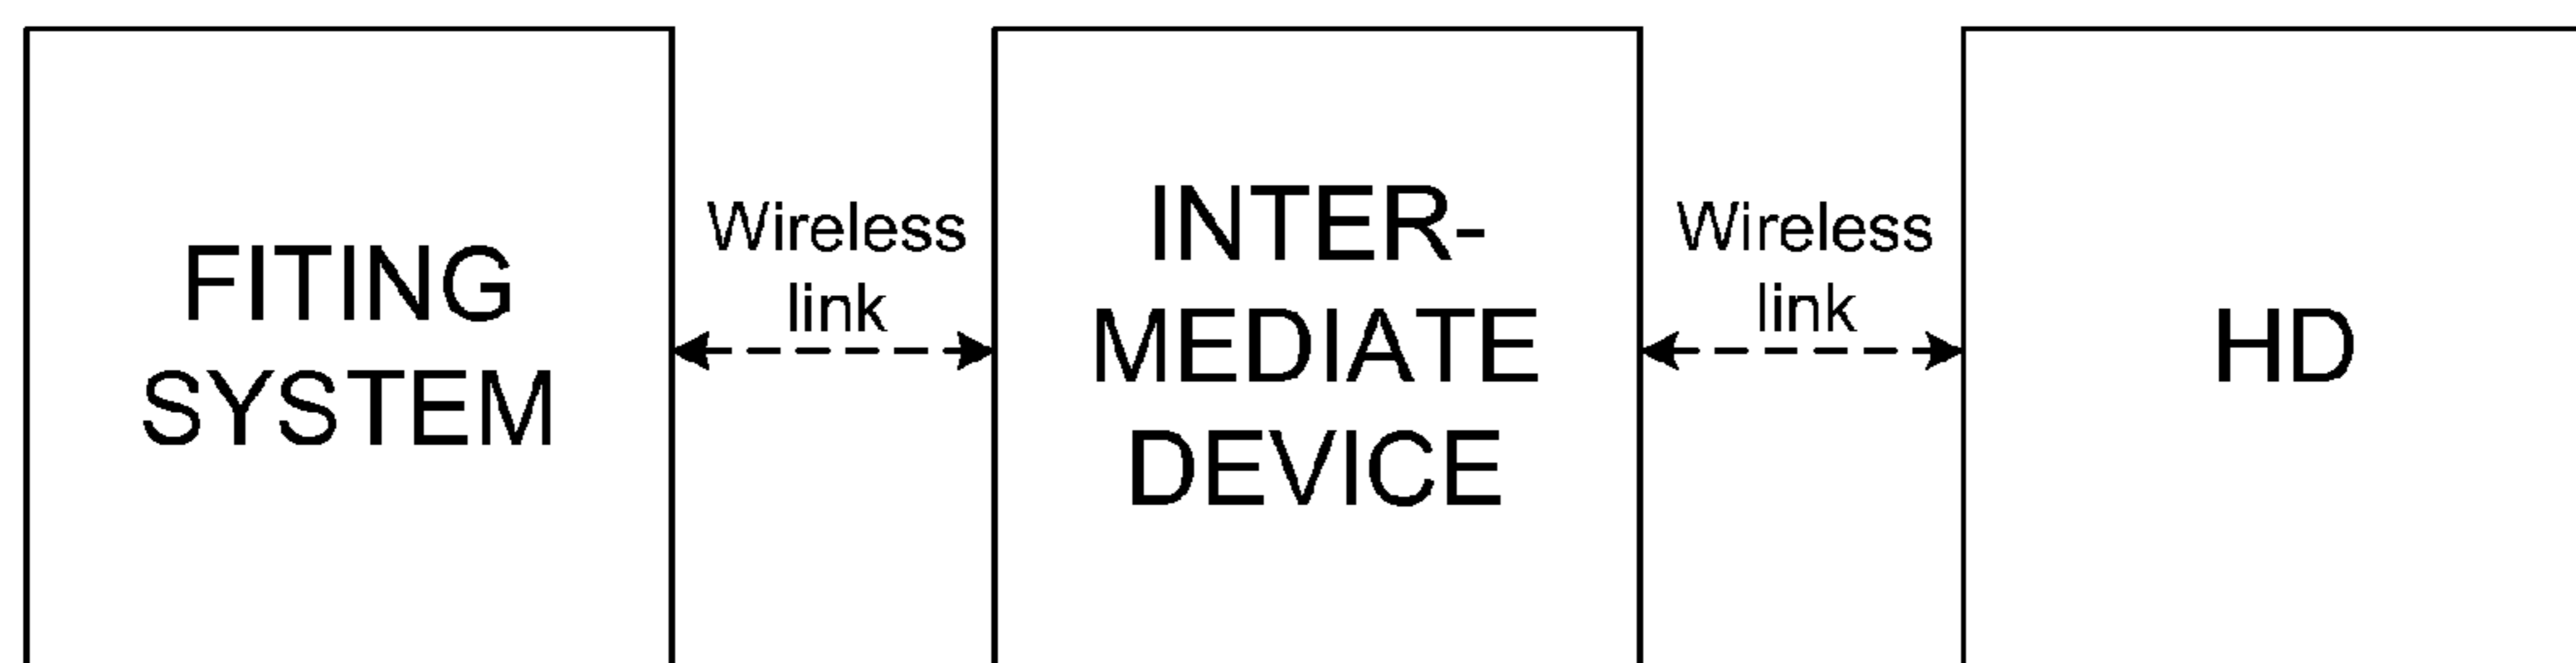 FITING
SYSTEM
Wireless
link
INTER-
MEDIATE
DEVICE
Wireless
link
HD